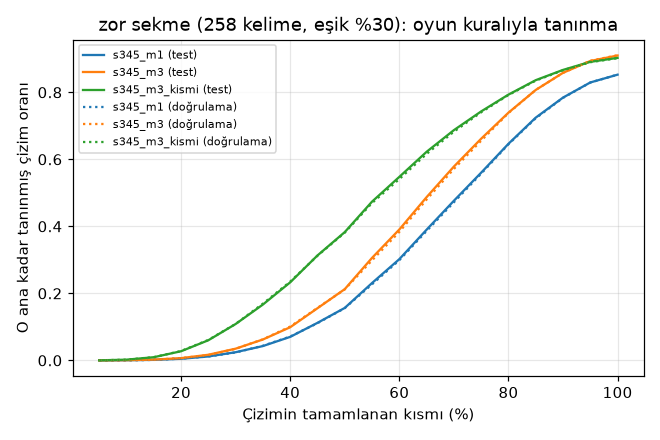 zor sekme (258 kelime, eşik %30): oyun kuralıyla tanınma
s345_m1 (test)
s345_m3 (test)
s345_m3_kismi (test)
s345_m1 (doğrulama)
s345_m3 (doğrulama)
s345_m3_kismi (doğrulama)
O ana kadar tanınmış çizim oranı
0.8
0.6
0.4
0.2
0.0
20 40 60 80 100
Çizimin tamamlanan kısmı (%)